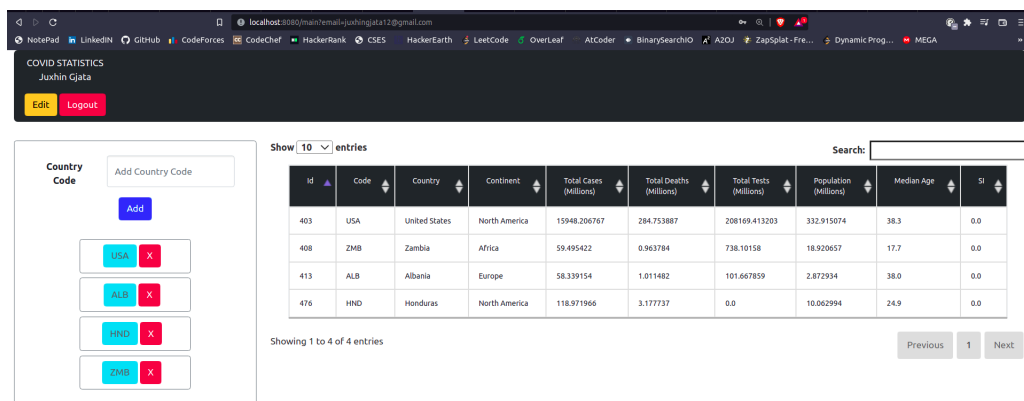 localhost:8080/main?email=juxhingjata12@gmail.com
NotePad LinkedIN GitHub CodeForces CodeChef HackerRank CSES HackerEarth LeetCode OverLeaf AtCoder BinarySearchIO A2OJ ZapSplat - Fre... Dynamic Prog... MEGA »
COVID STATISTICS
Juxhin Gjata
Edit Logout
Country Code
Add Country Code
Add
USA X
ALB X
HND X
ZMB X
Show 10 entries
Search:
Id Code Country Continent Total Cases (Millions) Total Deaths (Millions) Total Tests (Millions) Population (Millions) Median Age SI
403 USA United States North America 15948.206767 284.753887 208169.413203 332.915074 38.3 0.0
408 ZMB Zambia Africa 59.495422 0.963784 738.10158 18.920657 17.7 0.0
413 ALB Albania Europe 58.339154 1.011482 101.667859 2.872934 38.0 0.0
476 HND Honduras North America 118.971966 3.177737 0.0 10.062994 24.9 0.0
Showing 1 to 4 of 4 entries
Previous 1 Next